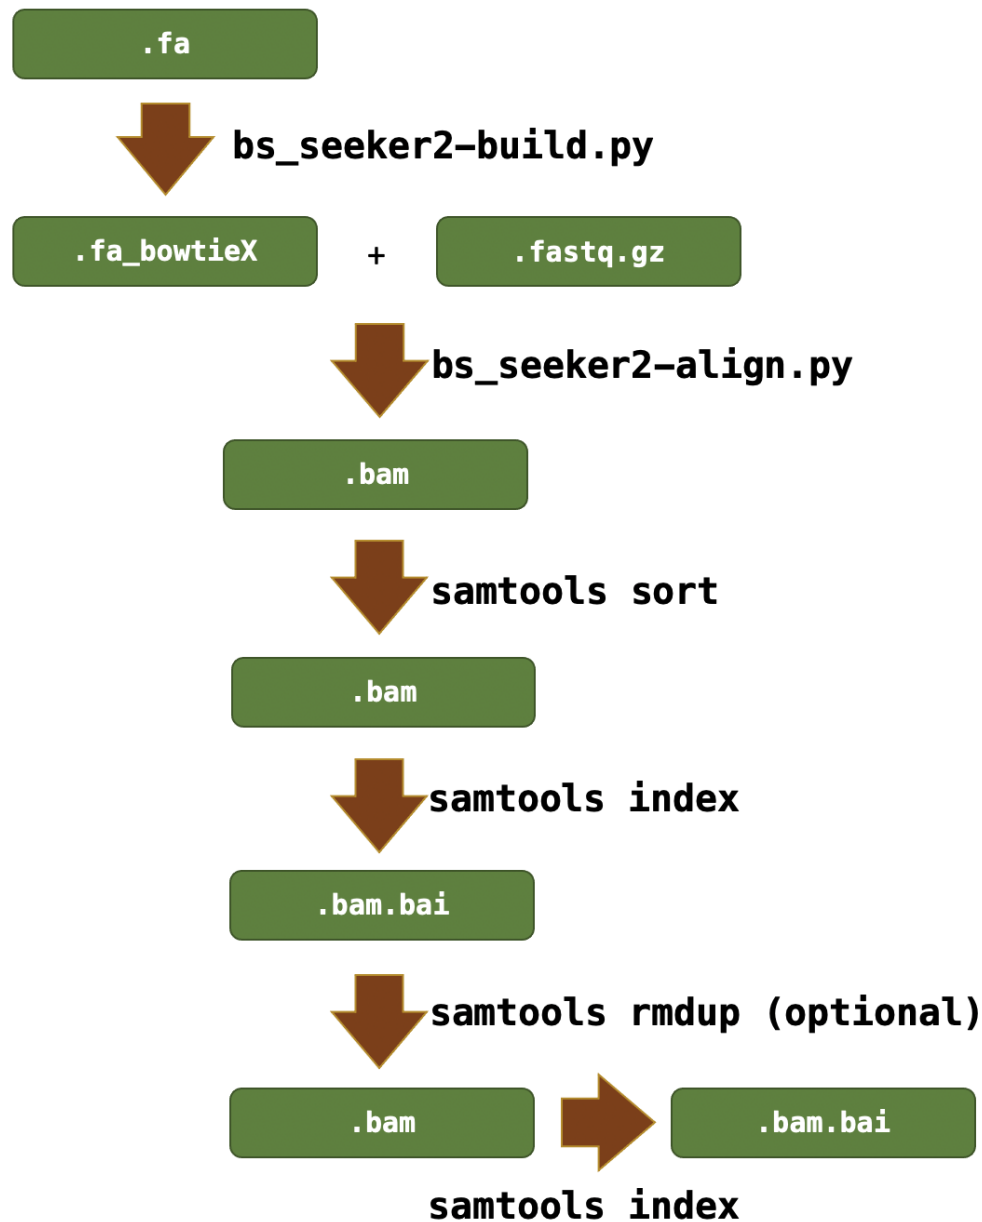 .fa
bs_seeker2-build.py
.fa_bowtieX + .fastq.gz
bs_seeker2-align.py
.bam
samtools sort
.bam
samtools index
.bam.bai
samtools rmdup (optional)
.bam .bam.bai
samtools index